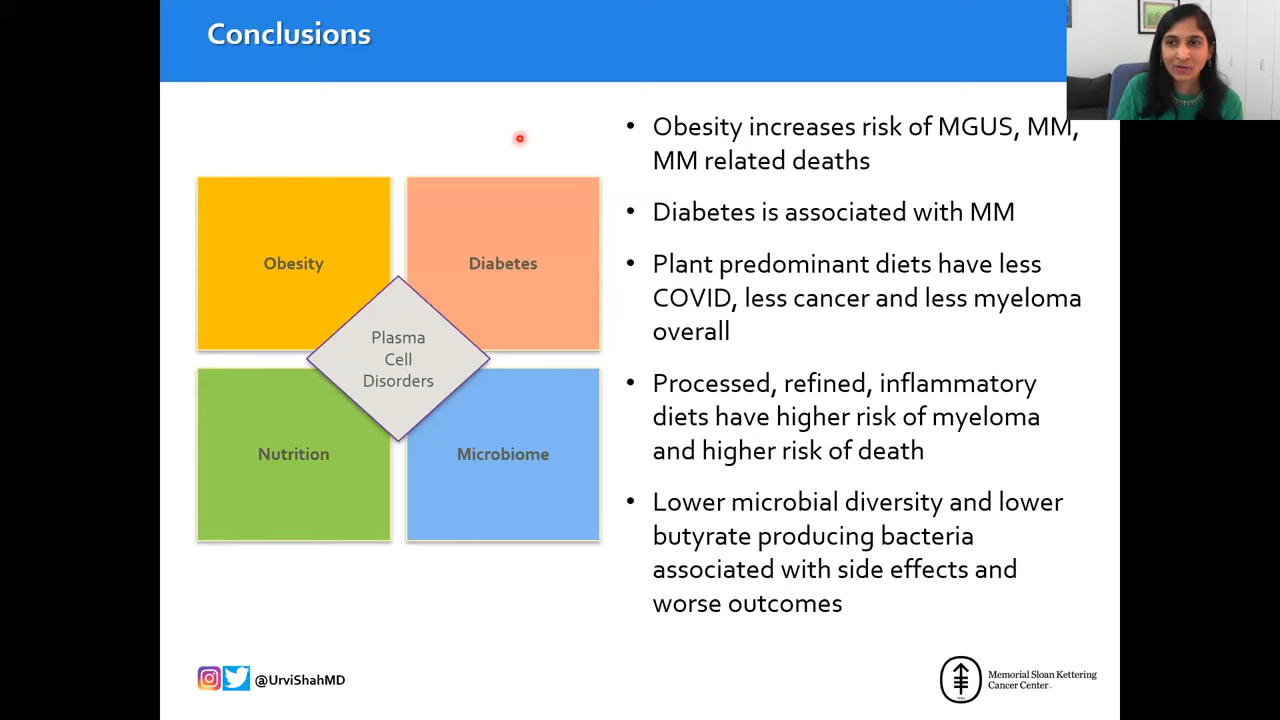 Conclusions
Obesity
Diabetes
Plasma
Cell
Disorders
Nutrition
Microbiome
• Obesity increases risk of MGUS, MM,
MM related deaths
• Diabetes is associated with MM
• Plant predominant diets have less
COVID, less cancer and less myeloma
overall
• Processed, refined, inflammatory
diets have higher risk of myeloma
and higher risk of death
• Lower microbial diversity and lower
butyrate producing bacteria
associated with side effects and
worse outcomes
@UrviShahMD
Memorial Sloan Kettering
Cancer Center